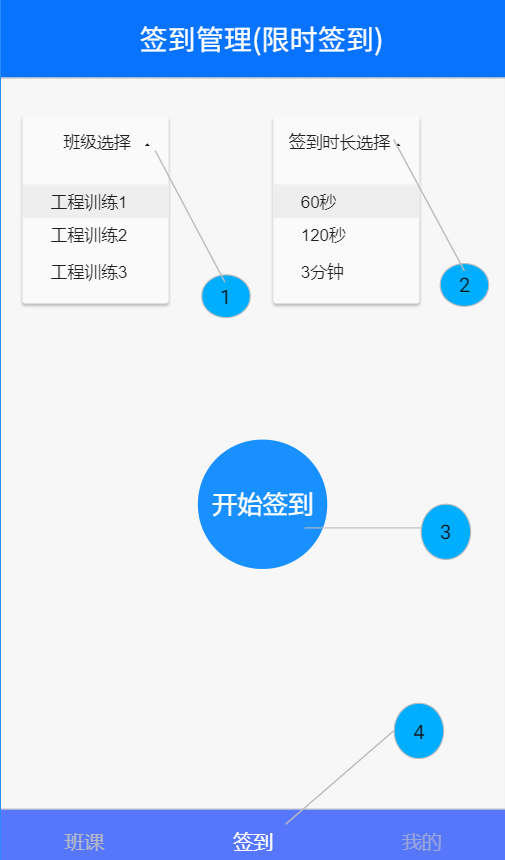 签到管理(限时签到)
班级选择
签到时长选择
工程训练1
60秒
工程训练2
120秒
工程训练3
3分钟
1
2
开始签到
3
4
班课
签到
我的